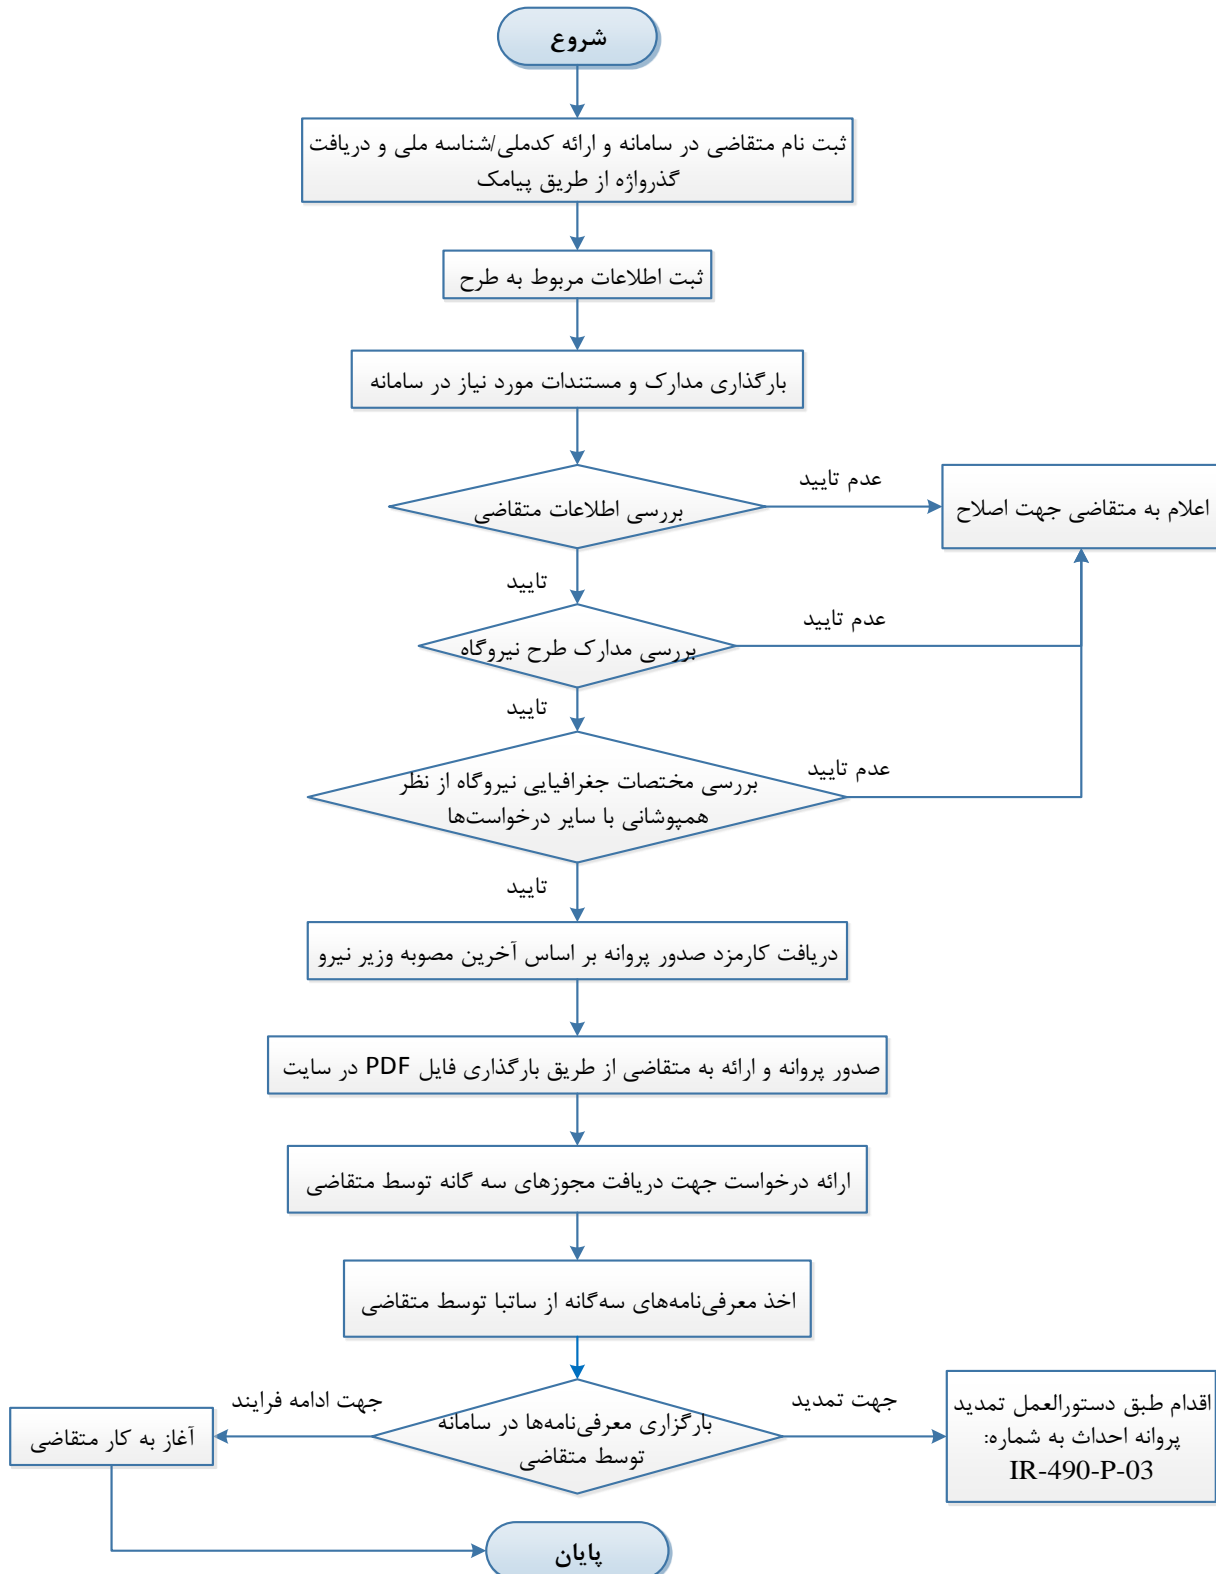 شروع
ثبت نام متقاضی در سامانه و ارائه کدملی/شناسه ملی و دریافت
گذرواژه از طریق پیامک
ثبت اطلاعات مربوط به طرح
بارگذاری مدارک و مستندات مورد نیاز در سامانه
بررسی اطلاعات متقاضی
عدم تایید
اعلام به متقاضی جهت اصلاح
تایید
بررسی مدارک طرح نیروگاه
عدم تایید
تایید
بررسی مختصات جغرافیایی نیروگاه از نظر
همپوشانی با سایر درخواست‌ها
عدم تایید
تایید
دریافت کارمزد صدور پروانه بر اساس آخرین مصوبه وزیر نیرو
صدور پروانه و ارائه به متقاضی از طریق بارگذاری فایل PDF در سایت
ارائه درخواست جهت دریافت مجوزهای سه گانه توسط متقاضی
اخذ معرفی‌نامه‌های سه‌گانه از ساتبا توسط متقاضی
بارگزاری معرفی‌نامه‌ها در سامانه
توسط متقاضی
جهت تمدید
اقدام طبق دستورالعمل تمدید
پروانه احداث به شماره:
IR-490-P-03
جهت ادامه فرایند
آغاز به کار متقاضی
پایان